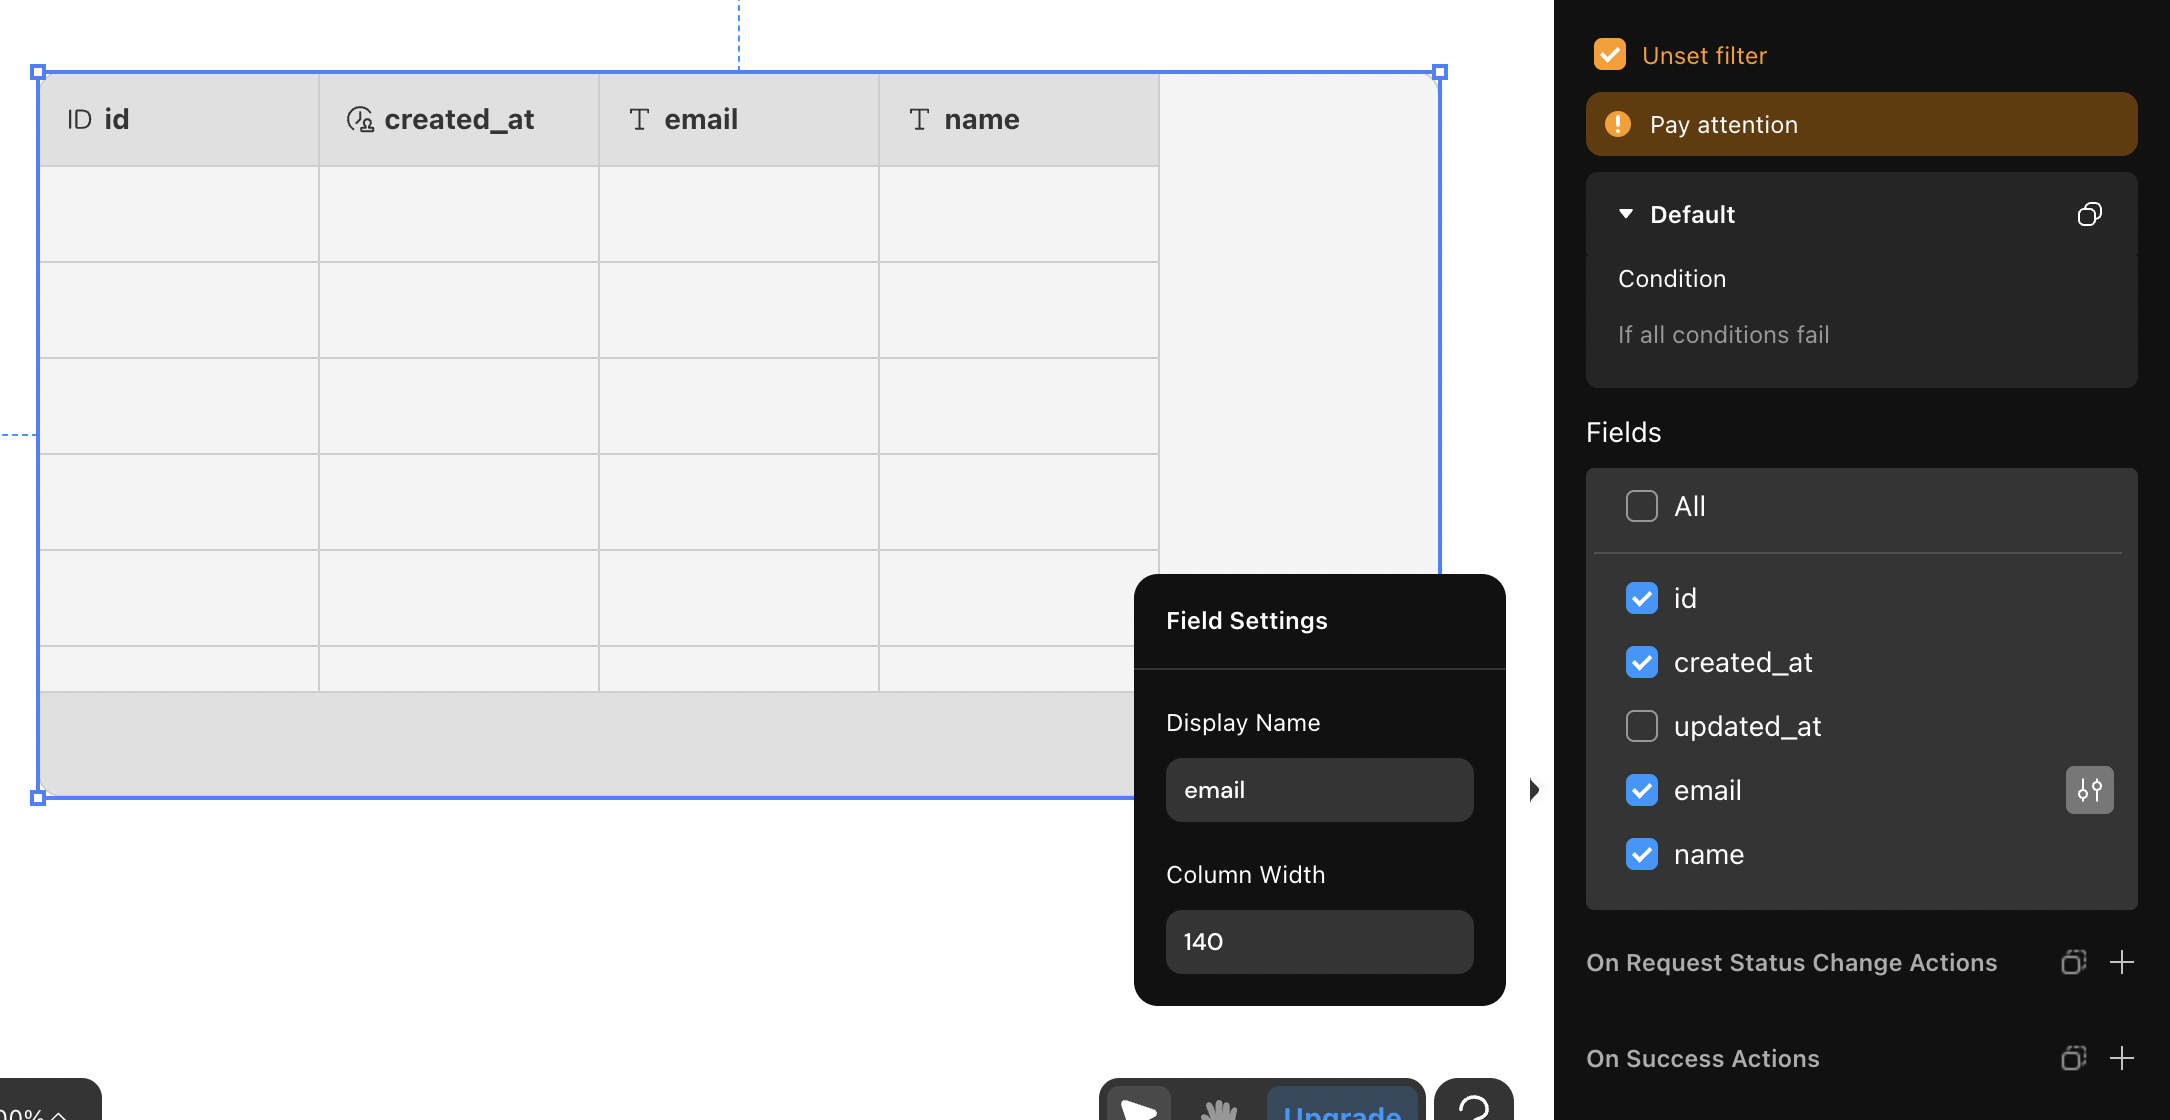 id
created_at
email
name
Field Settings
Display Name
email
Column Width
140
00%
Upgrade
Unset filter
Pay attention
Default
Condition
If all conditions fail
Fields
All
id
created_at
updated_at
email
name
On Request Status Change Actions
On Success Actions